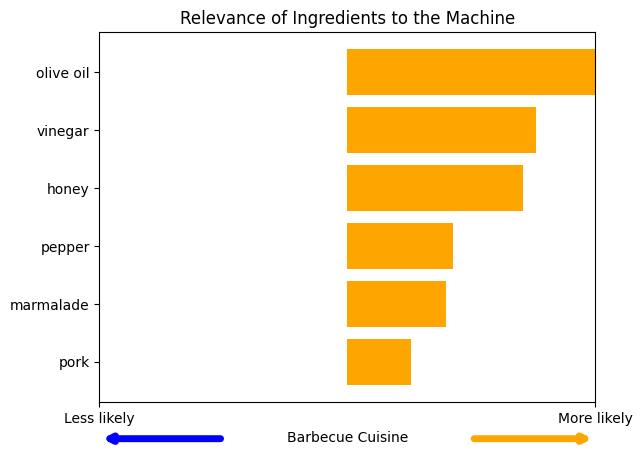 Relevance of Ingredients to the Machine
olive oil
vinegar
honey
pepper
marmalade
pork
Less likely
More likely
Barbecue Cuisine